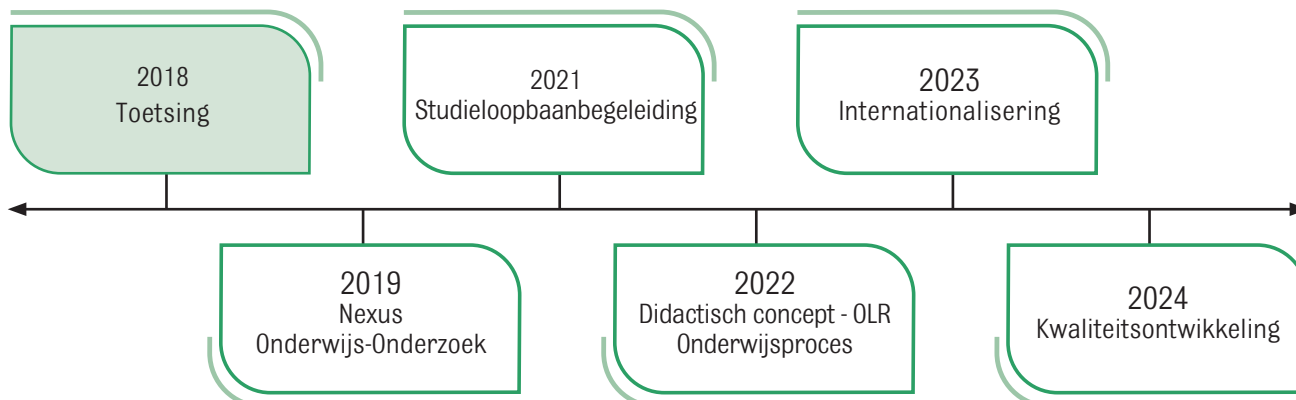 2018
Toetsing
2019
Nexus
Onderwijs-Onderzoek
2021
Studieloopbaanbegeleiding
2022
Didactisch concept - OLR
Onderwijsproces
2023
Internationalisering
2024
Kwaliteitsontwikkeling